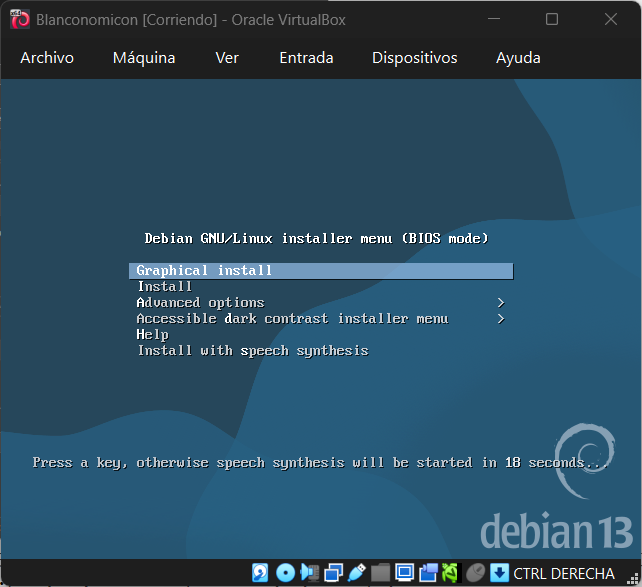 Blanconomicon [Corriendo] - Oracle VirtualBox
Archivo Máquina Ver Entrada Dispositivos Ayuda
Debian GNU/Linux installer menu (BIOS mode)
Graphical install
Install
Advanced options >
Accessible dark contrast installer menu >
Help
Install with speech synthesis
Press a key, otherwise speech synthesis will be started in 18 seconds...
debian 13
CTRL DERECHA